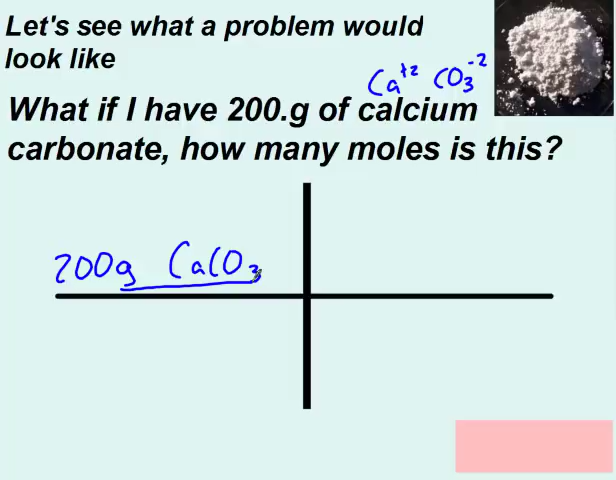 Let's see what a problem would
look like
Ca+2 CO3-2
What if I have 200.g of calcium
carbonate, how many moles is this?
200g CaCO3